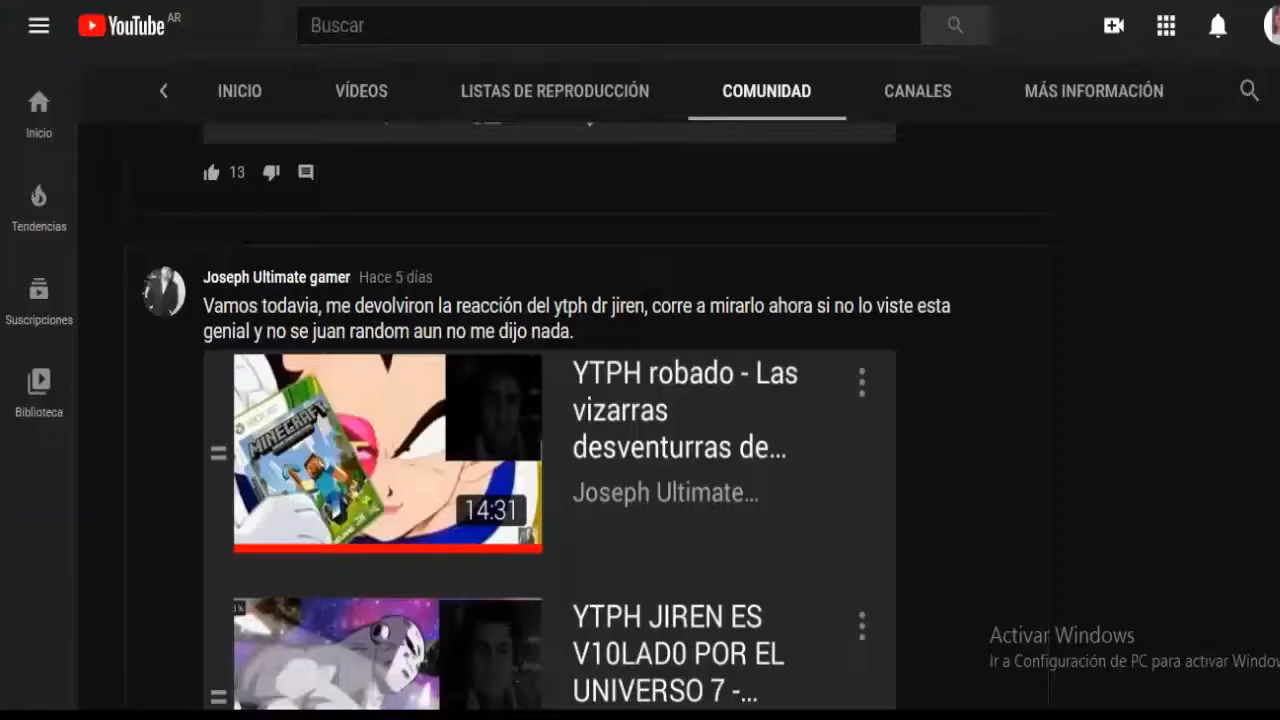 YouTube AR
Buscar
INICIO
VÍDEOS
LISTAS DE REPRODUCCIÓN
COMUNIDAD
CANALES
MÁS INFORMACIÓN
Inicio
Tendencias
Suscripciones
Biblioteca
13
Joseph Ultimate gamer Hace 5 días
Vamos todavia, me devolviron la reacción del ytph dr jiren, corre a mirarlo ahora si no lo viste esta
genial y no se juan random aun no me dijo nada.
MINECRAFT
14:31
YTPH robado - Las
vizarras
desventurras de...
Joseph Ultimate...
YTPH JIREN ES
V10LAD0 POR EL
UNIVERSO 7 -...
Activar Windows
Ir a Configuración de PC para activar Windo